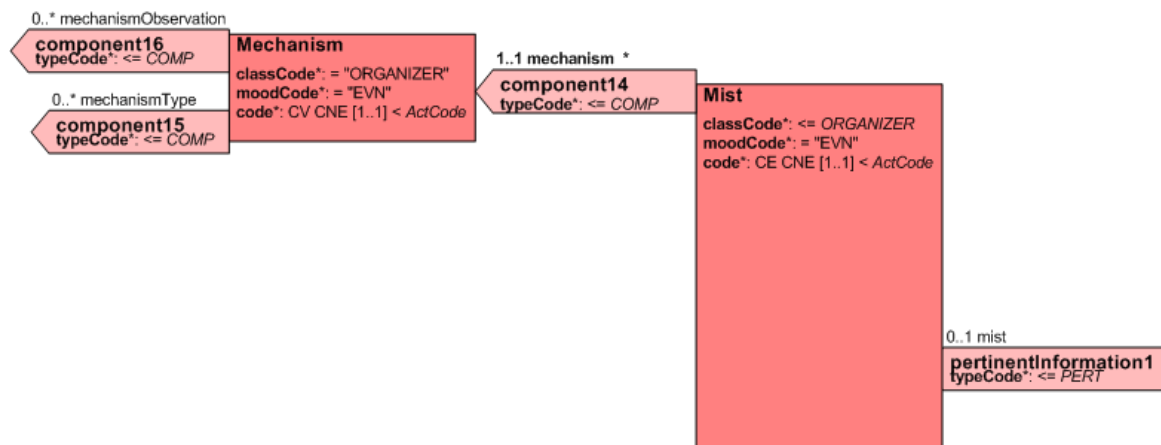 0..* mechanismObservation
component16
typeCode*: <= COMP
0..* mechanismType
component15
typeCode*: <= COMP
Mechanism
classCode*: = "ORGANIZER"
moodCode*: = "EVN"
code*: CV CNE [1..1] < ActCode
1..1 mechanism *
component14
typeCode*: <= COMP
Mist
classCode*: <= ORGANIZER
moodCode*: = "EVN"
code*: CE CNE [1..1] < ActCode
0..1 mist
pertinentInformation1
typeCode*: <= PERT